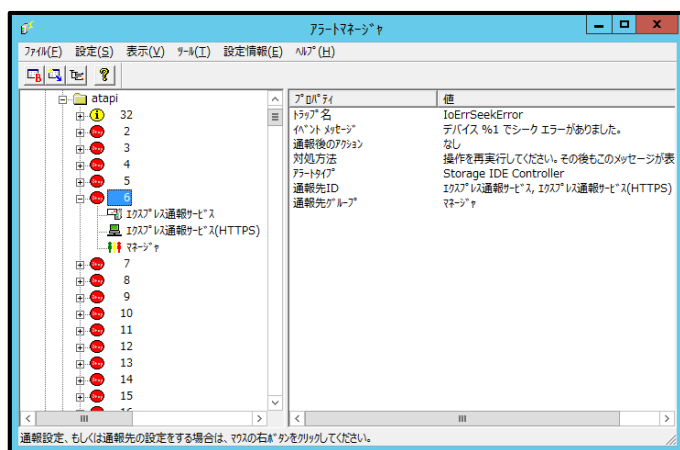 アラートマネージャ
ファイル(F) 設定(S) 表示(V) ツール(T) 設定情報(E) ヘルプ(H)
atapi
32
2
3
4
5
6
エクスプレス通報サービス
エクスプレス通報サービス(HTTPS)
マネージャ
7
8
9
10
11
12
13
14
15
プロパティ 値
トラップ名 IoErrSeekError
イベント メッセージ デバイス %1 でシーク エラーがありました。
通報後のアクション なし
対処方法 操作を再実行してください。その後もこのメッセージが表
アラートタイプ Storage IDE Controller
通報先ID エクスプレス通報サービス, エクスプレス通報サービス(HTTPS)
通報先グループ マネージャ
通報設定、もしくは通報先の設定をする場合は、マウスの右ボタンをクリックしてください。